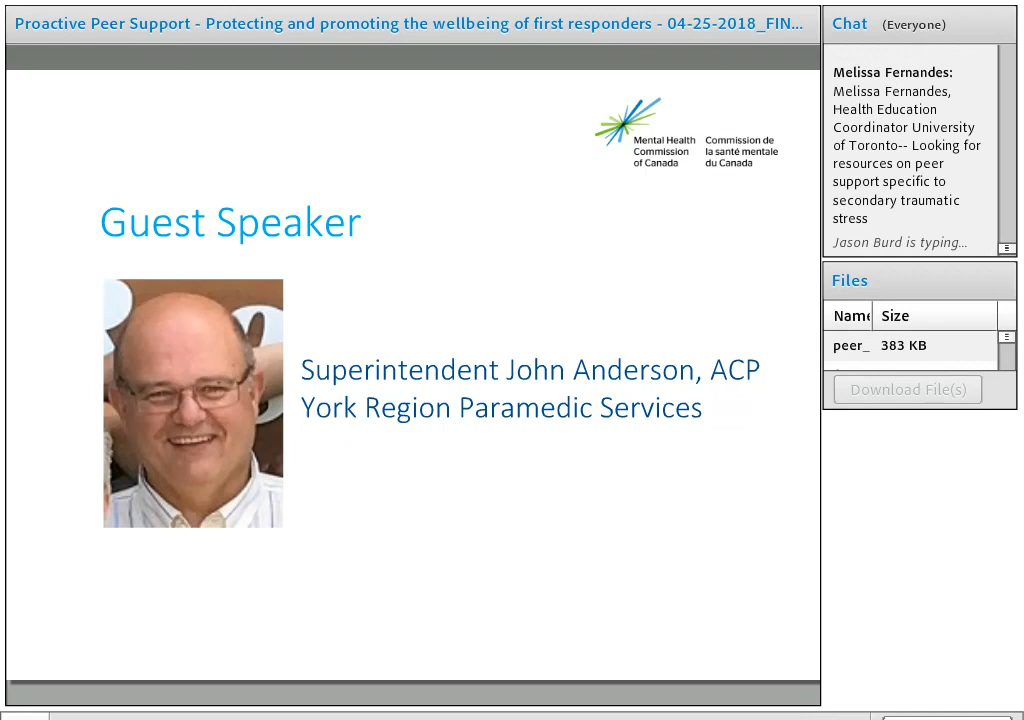 Proactive Peer Support - Protecting and promoting the wellbeing of first responders - 04-25-2018_FIN...
Mental Health
Commission
of Canada
Commission de
la santé mentale
du Canada
Guest Speaker
Superintendent John Anderson, ACP
York Region Paramedic Services
Chat (Everyone)
Melissa Fernandes:
Melissa Fernandes,
Health Education
Coordinator University
of Toronto-- Looking for
resources on peer
support specific to
secondary traumatic
stress
Jason Burd is typing...
Files
Name Size
peer_ 383 KB
Download File(s)